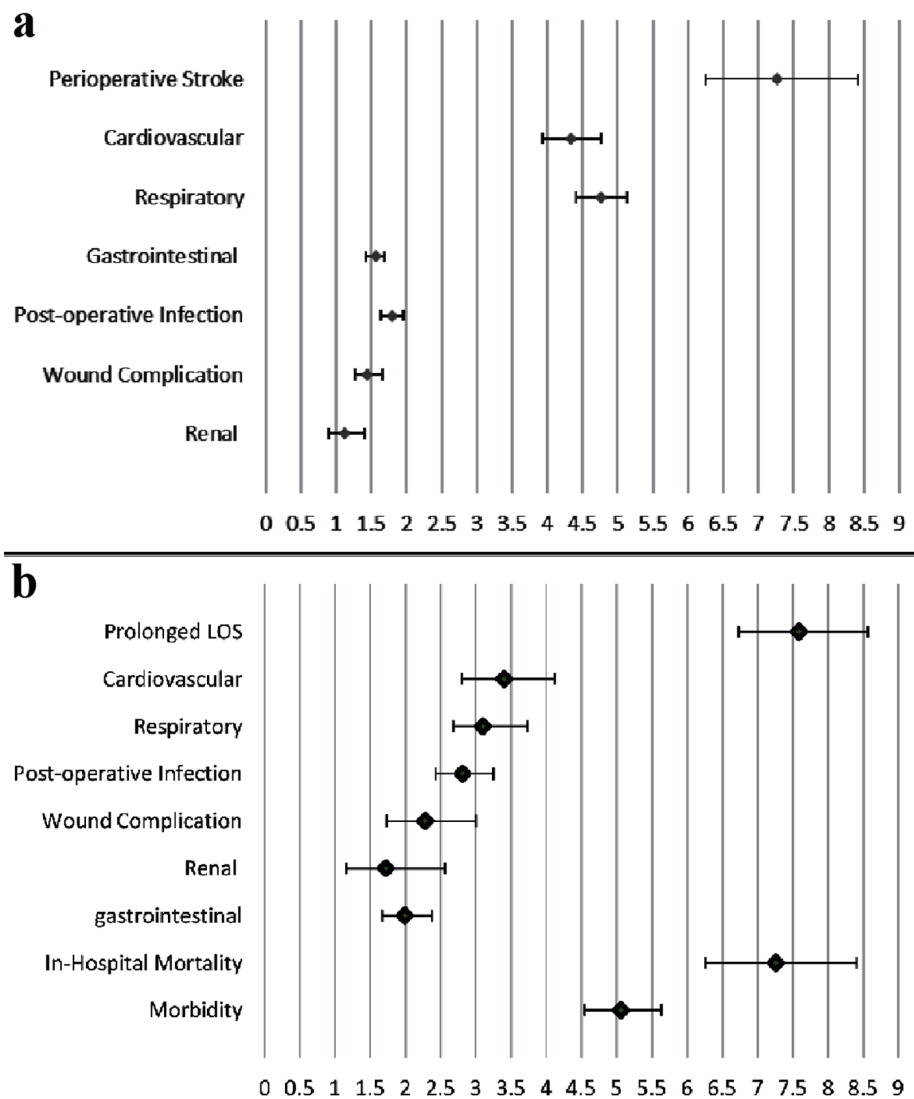 a
Perioperative Stroke
Cardiovascular
Respiratory
Gastrointestinal
Post-operative Infection
Wound Complication
Renal
0 0.5 1 1.5 2 2.5 3 3.5 4 4.5 5 5.5 6 6.5 7 7.5 8 8.5 9
b
Prolonged LOS
Cardiovascular
Respiratory
Post-operative Infection
Wound Complication
Renal
gastrointestinal
In-Hospital Mortality
Morbidity
0 0.5 1 1.5 2 2.5 3 3.5 4 4.5 5 5.5 6 6.5 7 7.5 8 8.5 9